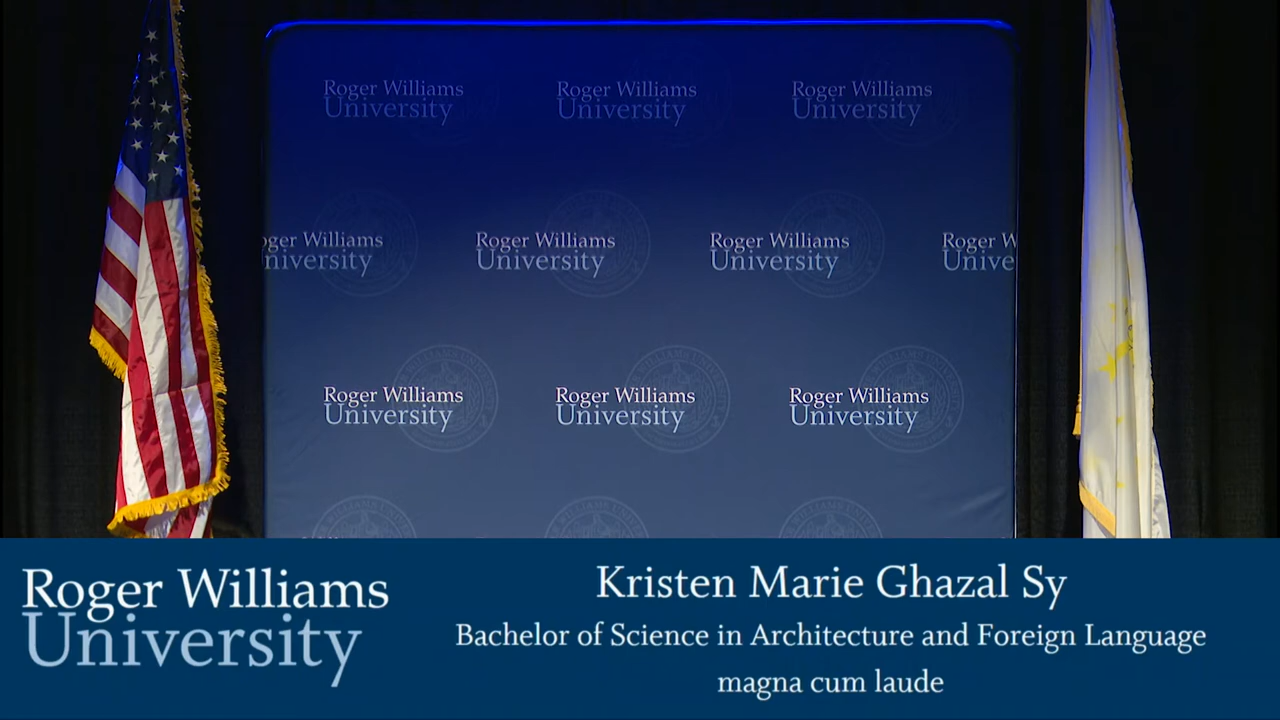 Roger Williams Roger Williams Roger Williams
University University University
oger Williams Roger Williams Roger Williams Roger W
niversity University University Unive
Roger Williams Roger Williams Roger Williams
University University University
Roger Williams
University
Kristen Marie Ghazal Sy
Bachelor of Science in Architecture and Foreign Language
magna cum laude